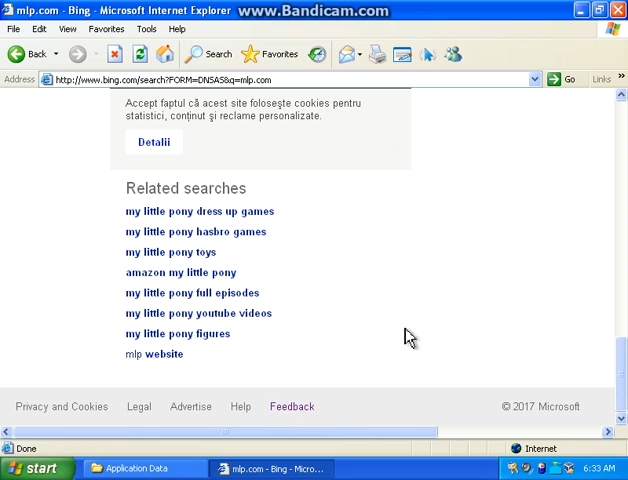 mlp.com - Bing - Microsoft Internet Explorer
www.Bandicam.com
File Edit View Favorites Tools Help
Back Search Favorites
Address http://www.bing.com/search?FORM=DNSAS&q=mlp.com Go Links »
Accept faptul că acest site foloseşte cookies pentru
statistici, conţinut şi reclame personalizate.
Detalii
Related searches
my little pony dress up games
my little pony hasbro games
my little pony toys
amazon my little pony
my little pony full episodes
my little pony youtube videos
my little pony figures
mlp website
Privacy and Cookies Legal Advertise Help Feedback © 2017 Microsoft
Done Internet
start Application Data mlp.com - Bing - Micro... 6:33 AM